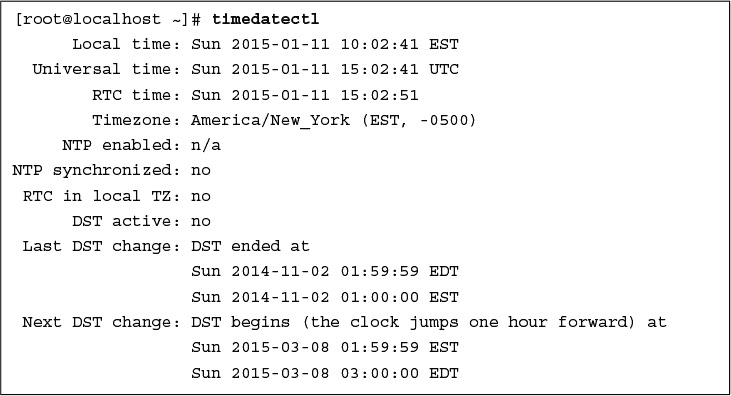 [root@localhost ~]# timedatectl
Local time: Sun 2015-01-11 10:02:41 EST
Universal time: Sun 2015-01-11 15:02:41 UTC
RTC time: Sun 2015-01-11 15:02:51
Timezone: America/New_York (EST, -0500)
NTP enabled: n/a
NTP synchronized: no
RTC in local TZ: no
DST active: no
Last DST change: DST ended at
Sun 2014-11-02 01:59:59 EDT
Sun 2014-11-02 01:00:00 EST
Next DST change: DST begins (the clock jumps one hour forward) at
Sun 2015-03-08 01:59:59 EST
Sun 2015-03-08 03:00:00 EDT